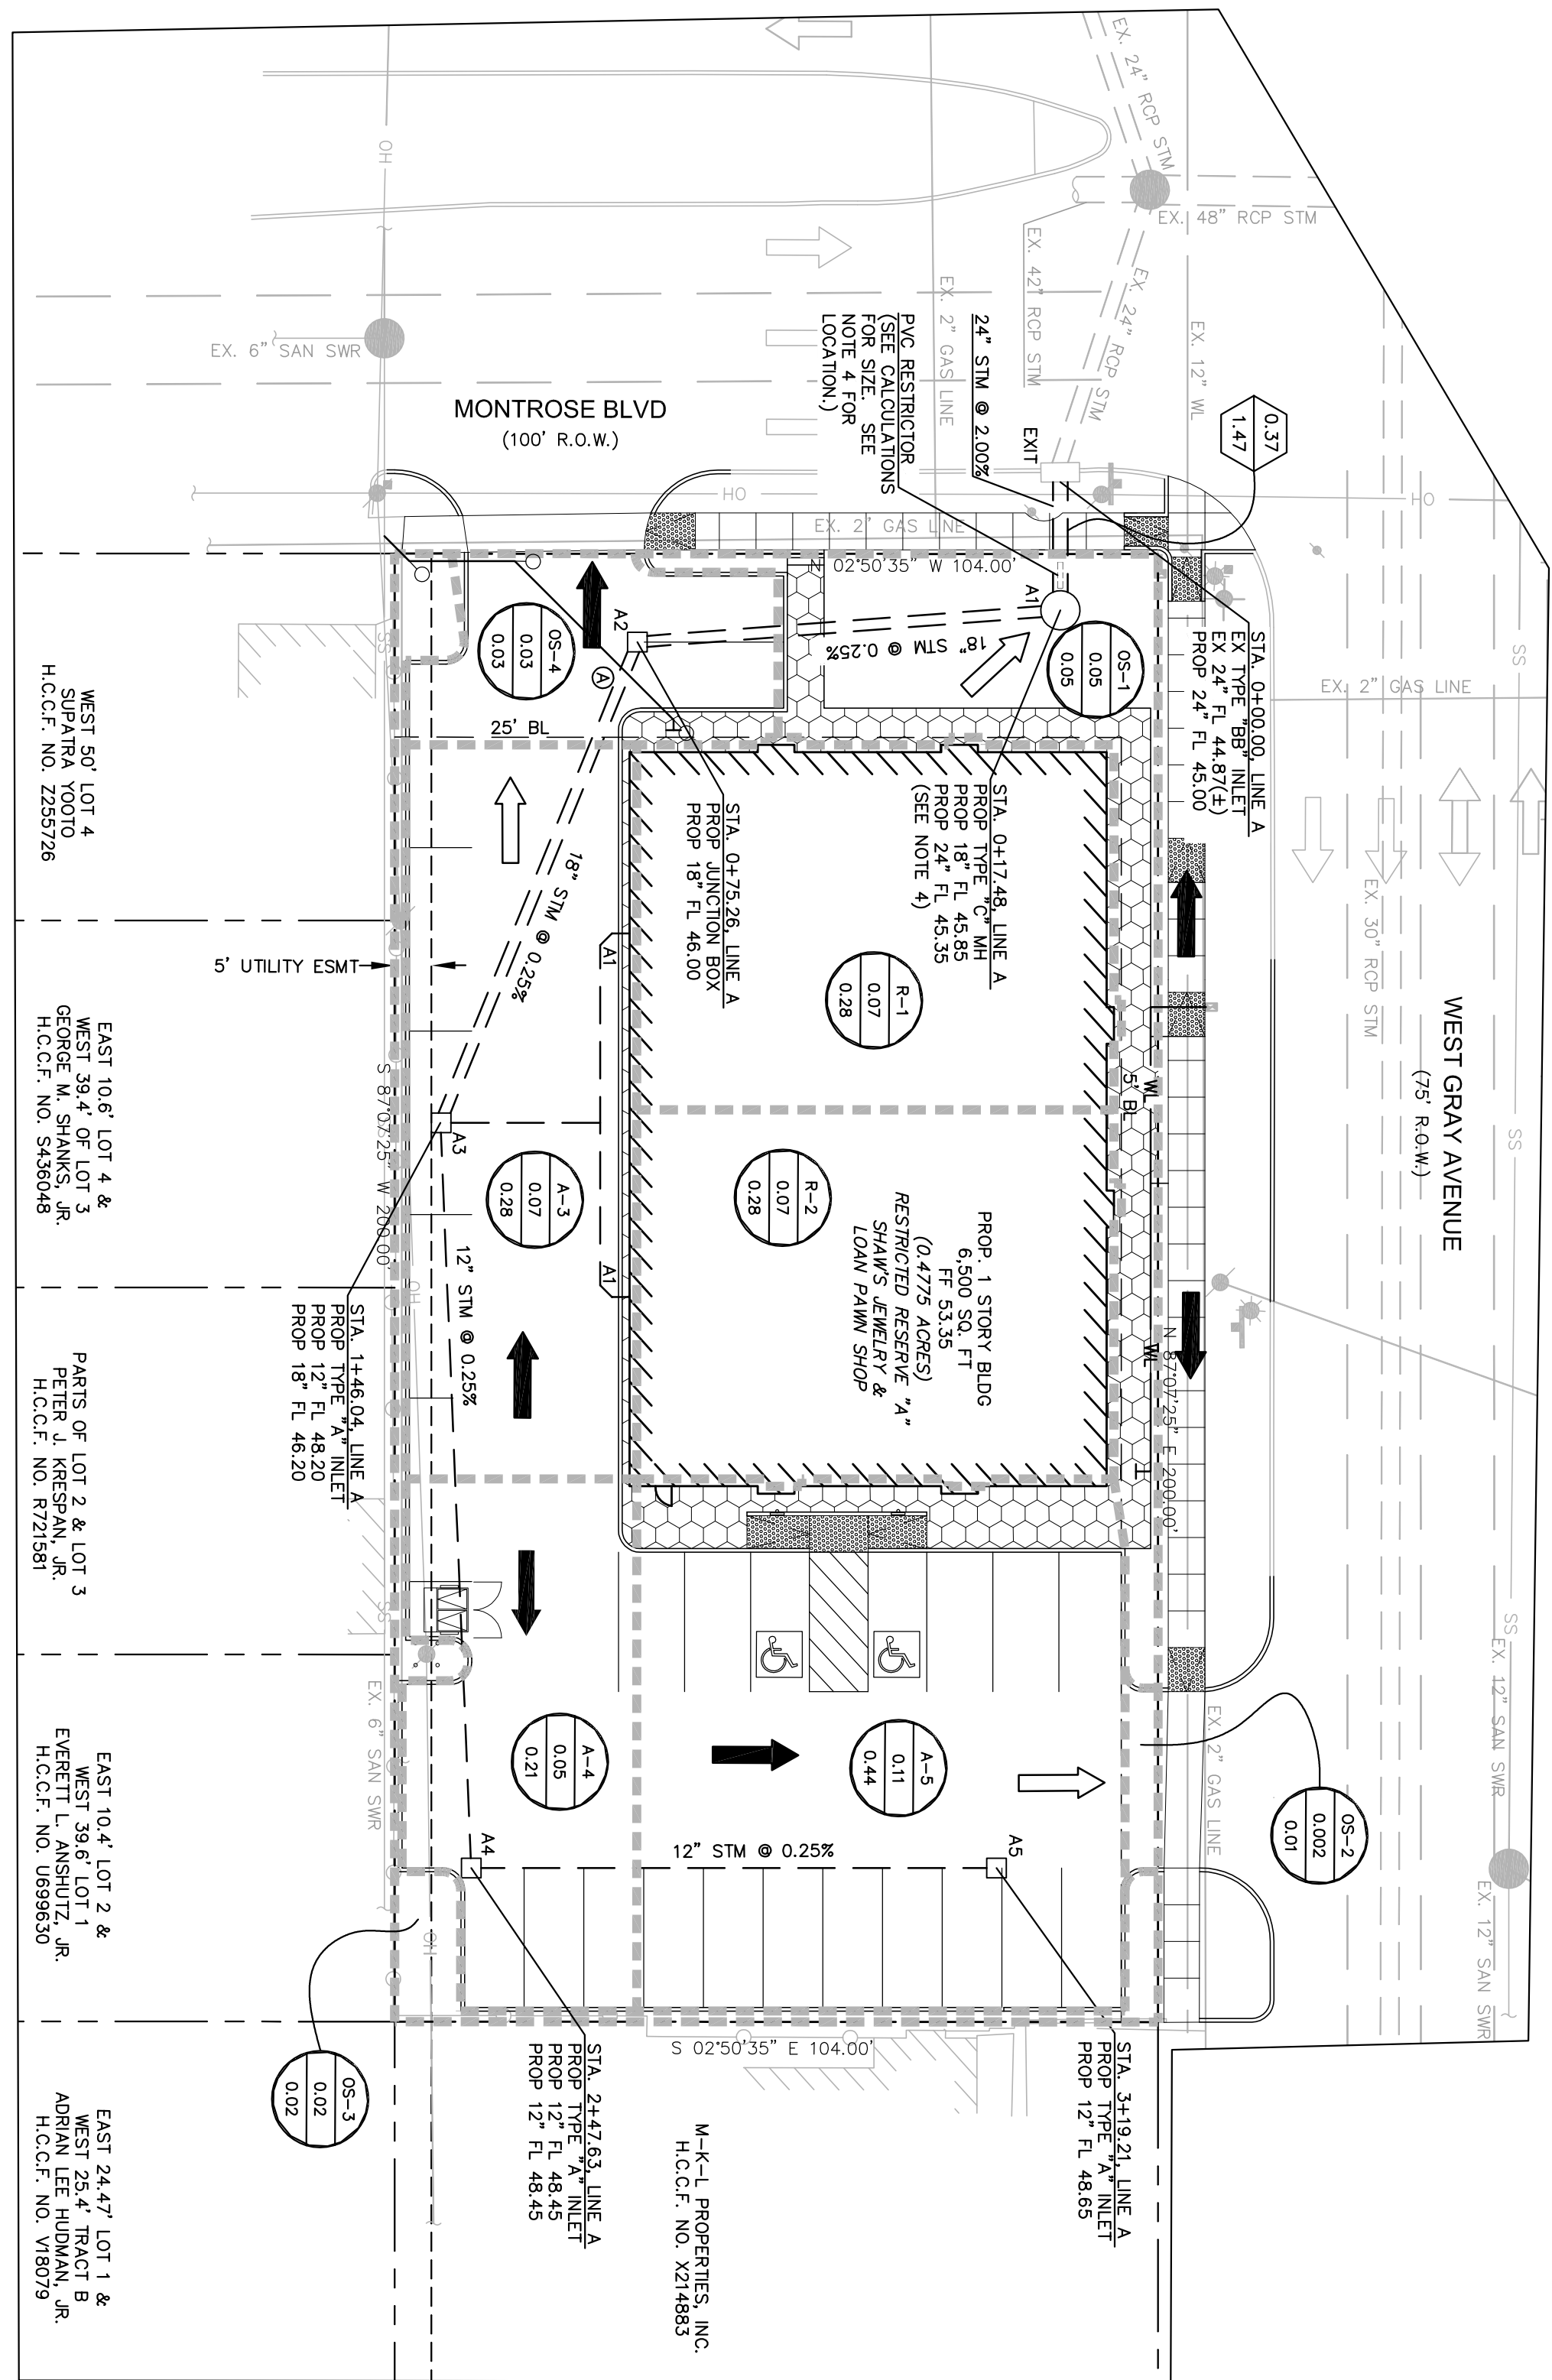 WEST GRAY AVENUE
(75' R.O.W.)
MONTROSE BLVD
(100' R.O.W.)
EX. 24" RCP STM
EX. 48" RCP STM
EX. 42" RCP STM
EX. 24" RCP STM
EX. 12" WL
EX. 2" GAS LINE
EX. 6" SAN SWR
OH
OH
OH
EX. 2' GAS LINE
0.37
1.47
24" STM @ 2.00%
EXIT
PVC RESTRICTOR
(SEE CALCULATIONS
FOR SIZE. SEE
NOTE 4 FOR
LOCATION.)
N 02°50'35" W 104.00'
STA. 0+00.00, LINE A
EX TYPE "BB" INLET
EX 24" FL 44.87(±)
PROP 24" FL 45.00
A1
OS-1
0.05
0.05
18" STM @ 0.25%
A2
OS-4
0.03
0.03
A
25' BL
STA. 0+17.48, LINE A
PROP TYPE "C" MH
PROP 18" FL 45.85
PROP 24" FL 45.35
(SEE NOTE 4)
STA. 0+75.26, LINE A
PROP JUNCTION BOX
PROP 18" FL 46.00
18" STM @ 0.25%
A1
A1
R-1
0.07
0.28
R-2
0.07
0.28
PROP. 1 STORY BLDG
6,500 SQ. FT
FF 53.35
(0.4775 ACRES)
RESTRICTED RESERVE "A"
SHAW'S JEWELRY &
LOAN PAWN SHOP
WL
5' BL
WL
N 87°07'25" E 200.00'
EX. 2" GAS LINE
EX. 30" RCP STM
SS
SS
SS
EX. 12" SAN SWR
EX. 12" SAN SWR
EX. 2" GAS LINE
5' UTILITY ESMT
S 87°07'25" W 200.00'
A3
A-3
0.07
0.28
12" STM @ 0.25%
STA. 1+46.04, LINE A
PROP TYPE "A" INLET
PROP 12" FL 48.20
PROP 18" FL 46.20
SS
SS
OH
OH
EX. 6" SAN SWR
A-4
0.05
0.21
A-5
0.11
0.44
OS-2
0.002
0.01
A4
12" STM @ 0.25%
A5
S 02°50'35" E 104.00'
STA. 3+19.21, LINE A
PROP TYPE "A" INLET
PROP 12" FL 48.65
STA. 2+47.63, LINE A
PROP TYPE "A" INLET
PROP 12" FL 48.45
PROP 12" FL 48.45
OS-3
0.02
0.02
M-K-L PROPERTIES, INC.
H.C.C.F. NO. X214883
WEST 50' LOT 4
SUPATRA YOOTO
H.C.C.F. NO. Z255726
EAST 10.6' LOT 4 &
WEST 39.4' OF LOT 3
GEORGE M. SHANKS, JR.
H.C.C.F. NO. S436048
PARTS OF LOT 2 & LOT 3
PETER J. KRESPAN, JR.
H.C.C.F. NO. R721581
EAST 10.4' LOT 2 &
WEST 39.6' LOT 1
EVERETT L. ANSHUTZ, JR.
H.C.C.F. NO. U699630
EAST 24.47' LOT 1 &
WEST 25.4' TRACT B
ADRIAN LEE HUDMAN, JR.
H.C.C.F. NO. V18079